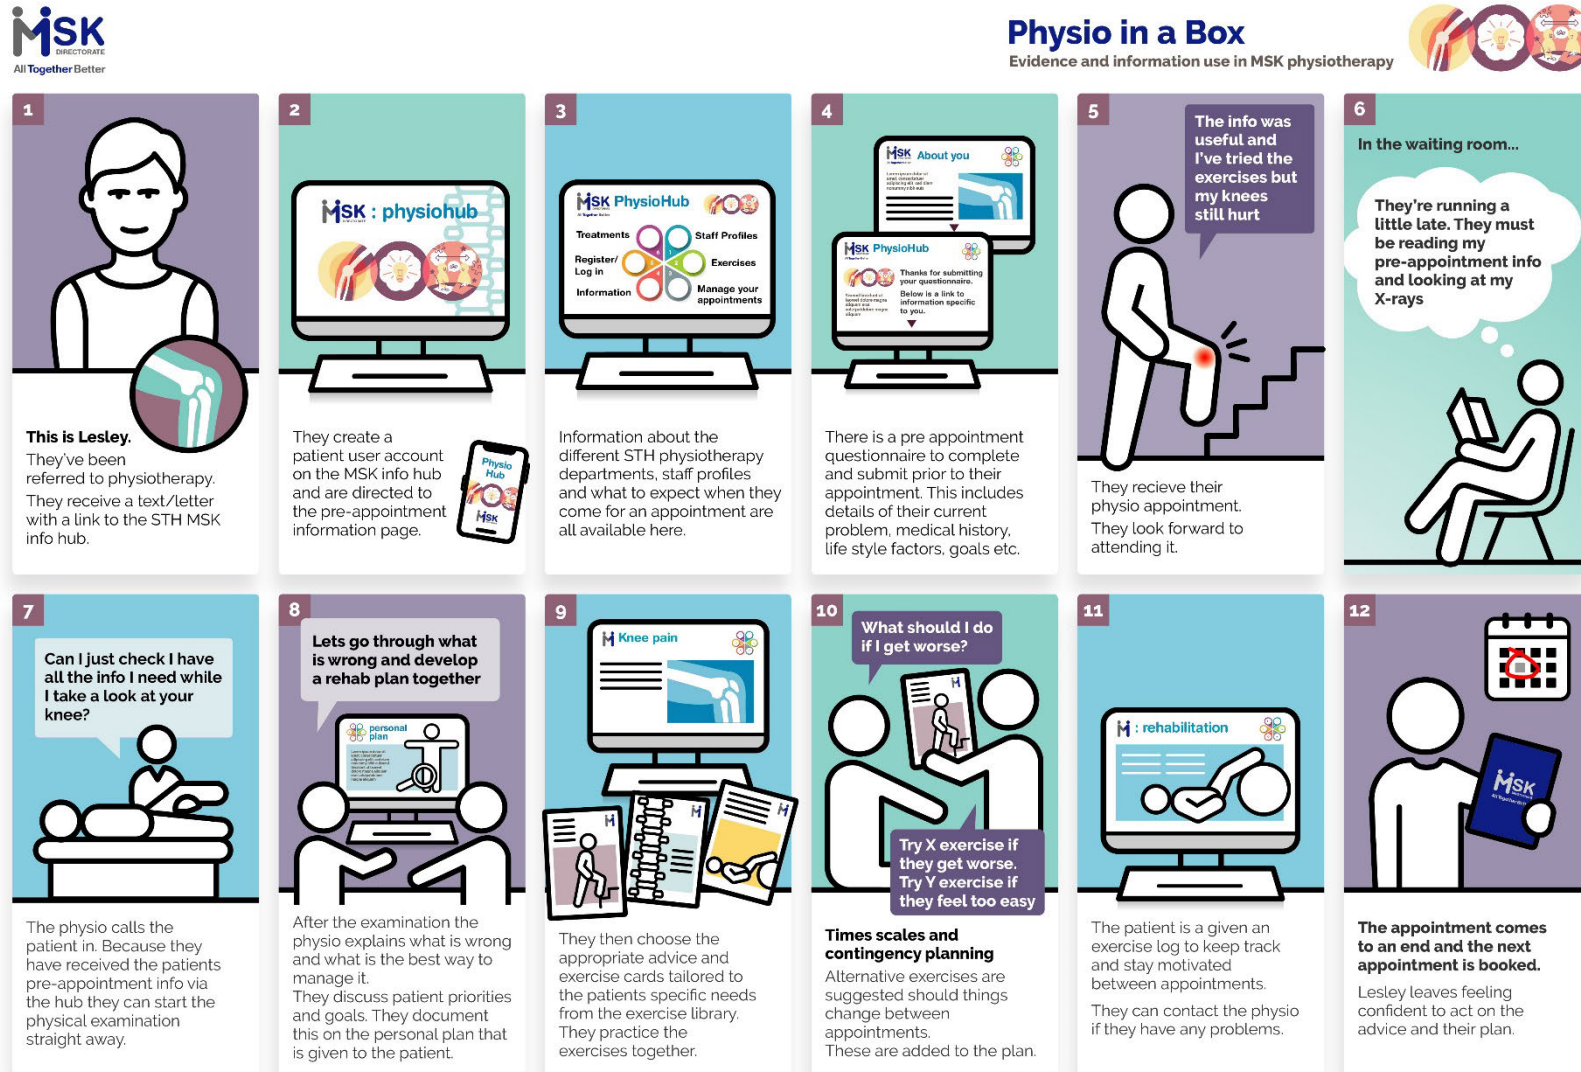 MSK
DIRECTORATE
All Together Better
Physio in a Box
Evidence and information use in MSK physiotherapy
1
This is Lesley.
They've been
referred to physiotherapy.
They receive a text/letter
with a link to the STH MSK
info hub.
2
MSK : physiohub
They create a
patient user account
on the MSK info hub
and are directed to
the pre-appointment
information page.
Physio
Hub
MSK
3
MSK PhysioHub
All Together Better
Treatments
Staff Profiles
Register/
Log in
Exercises
Information
Manage your
appointments
Information about the
different STH physiotherapy
departments, staff profiles
and what to expect when they
come for an appointment are
all available here.
4
MSK About you
MSK PhysioHub
Thanks for submitting
your questionnaire.
Below is a link to
information specific
to you.
There is a pre appointment
questionnaire to complete
and submit prior to their
appointment. This includes
details of their current
problem, medical history,
life style factors, goals etc.
5
The info was
useful and
I've tried the
exercises but
my knees
still hurt
They recieve their
physio appointment.
They look forward to
attending it.
6
In the waiting room...
They're running a
little late. They must
be reading my
pre-appointment info
and looking at my
X-rays
7
Can I just check I have
all the info I need while
I take a look at your
knee?
The physio calls the
patient in. Because they
have received the patients
pre-appointment info via
the hub they can start the
physical examination
straight away.
8
Lets go through what
is wrong and develop
a rehab plan together
personal
plan
After the examination the
physio explains what is wrong
and what is the best way to
manage it.
They discuss patient priorities
and goals. They document
this on the personal plan that
is given to the patient.
9
Knee pain
They then choose the
appropriate advice and
exercise cards tailored to
the patients specific needs
from the exercise library.
They practice the
exercises together.
10
What should I do
if I get worse?
Try X exercise if
they get worse.
Try Y exercise if
they feel too easy
Times scales and
contingency planning
Alternative exercises are
suggested should things
change between
appointments.
These are added to the plan.
11
: rehabilitation
The patient is a given an
exercise log to keep track
and stay motivated
between appointments.
They can contact the physio
if they have any problems.
12
MSK
All Together Better
The appointment comes
to an end and the next
appointment is booked.
Lesley leaves feeling
confident to act on the
advice and their plan.